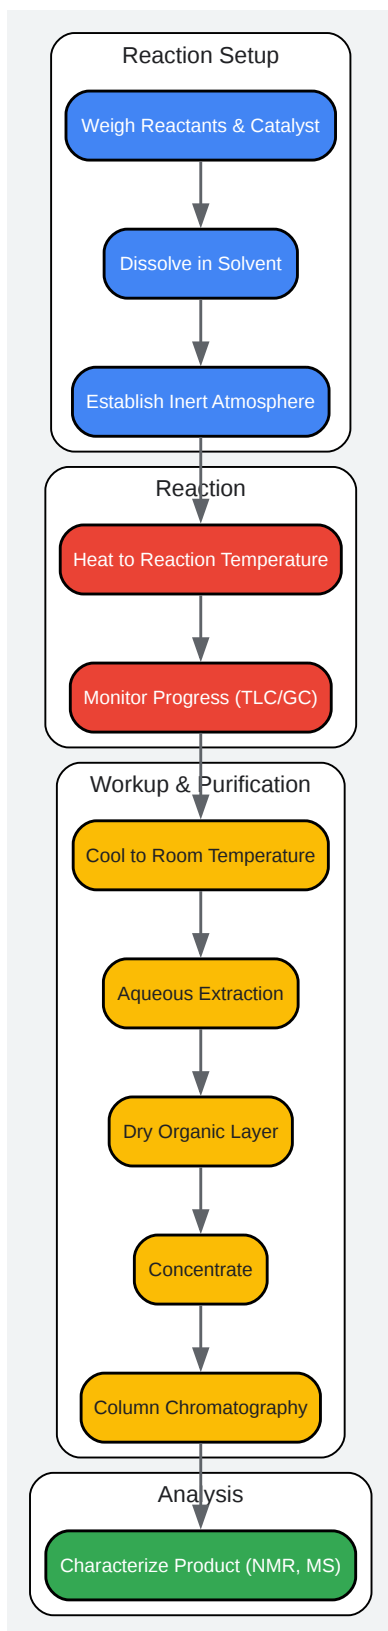 Reaction Setup
Weigh Reactants & Catalyst
Dissolve in Solvent
Establish Inert Atmosphere
Reaction
Heat to Reaction Temperature
Monitor Progress (TLC/GC)
Workup & Purification
Cool to Room Temperature
Aqueous Extraction
Dry Organic Layer
Concentrate
Column Chromatography
Analysis
Characterize Product (NMR, MS)